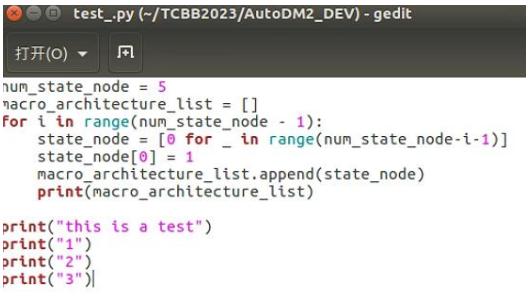 test_.py (~/TCBB2023/AutoDM2_DEV) - gedit
打开(O)
num_state_node = 5
macro_architecture_list = []
for i in range(num_state_node - 1):
    state_node = [0 for _ in range(num_state_node-i-1)]
    state_node[0] = 1
    macro_architecture_list.append(state_node)
    print(macro_architecture_list)
print("this is a test")
print("1")
print("2")
print("3")